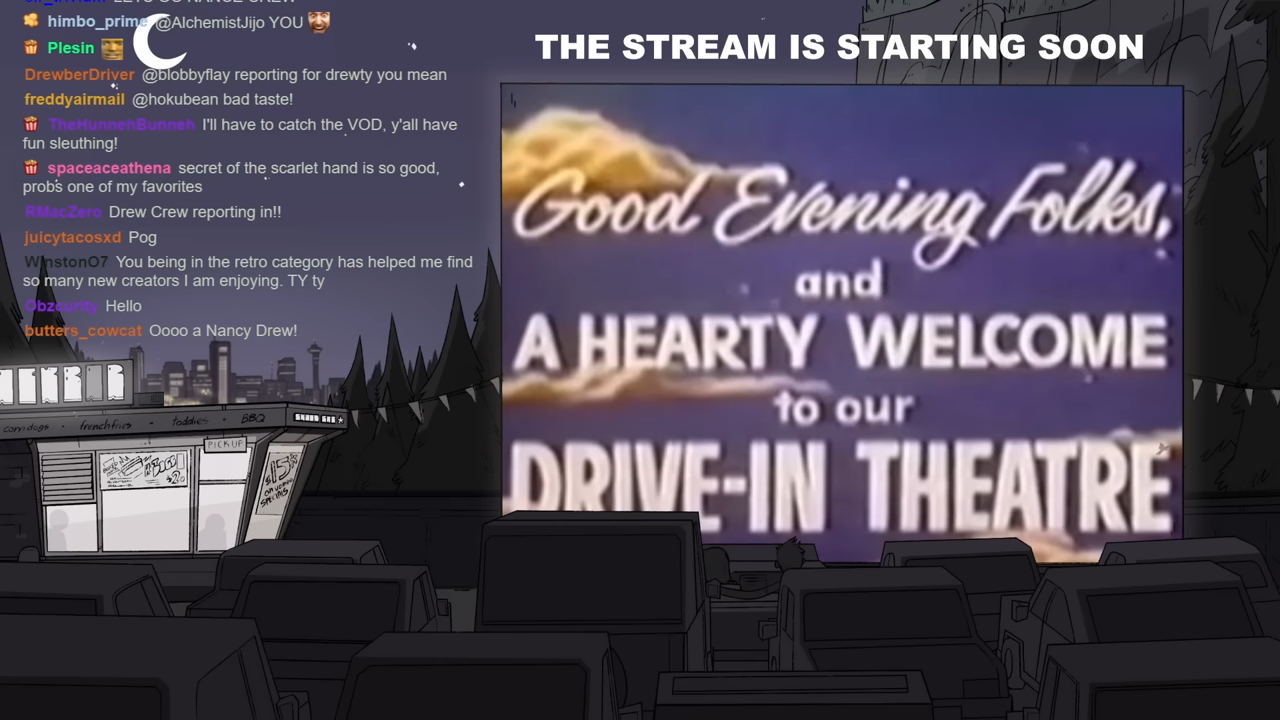 himbo_prime @AlchemistJijo YOU
Plesin
DrewberDriver @blobbyflay reporting for drewty you mean
freddyairmail @hokubean bad taste!
TheHunnehBunneh I'll have to catch the VOD, y'all have
fun sleuthing!
spaceaceathena secret of the scarlet hand is so good,
probs one of my favorites
RMacZero Drew Crew reporting in!!
juicytacosxd Pog
WinstonO7 You being in the retro category has helped me find
so many new creators I am enjoying. TY ty
Obzcurity Hello
butters_cowcat Oooo a Nancy Drew!
THE STREAM IS STARTING SOON
Good Evening Folks,
and
A HEARTY WELCOME
to our
DRIVE-IN THEATRE
corndogs · frenchfries · toddies · BBQ
PICKUP